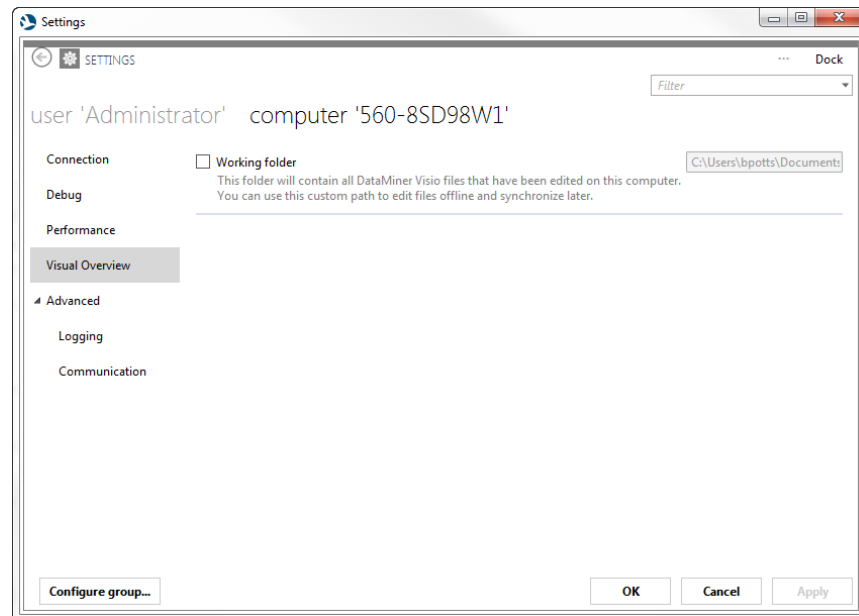 Settings
SETTINGS
... Dock
Filter
user 'Administrator' computer '560-8SD98W1'
Connection
Debug
Performance
Visual Overview
Advanced
Logging
Communication
Working folder
C:\Users\bpotts\Documents
This folder will contain all DataMiner Visio files that have been edited on this computer.
You can use this custom path to edit files offline and synchronize later.
Configure group...
OK
Cancel
Apply